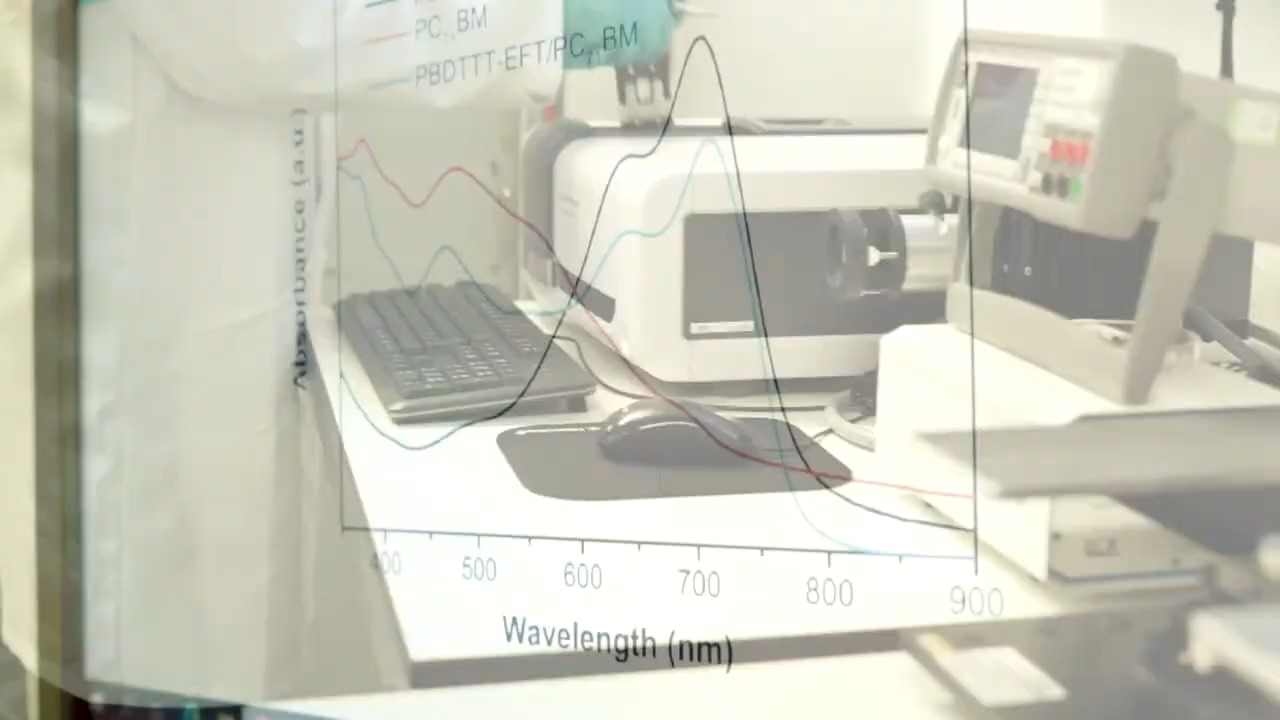 PC71BM
PBDTTT-EFT/PC71BM
Absorbance (a.u.)
400 500 600 700 800 900
Wavelength (nm)